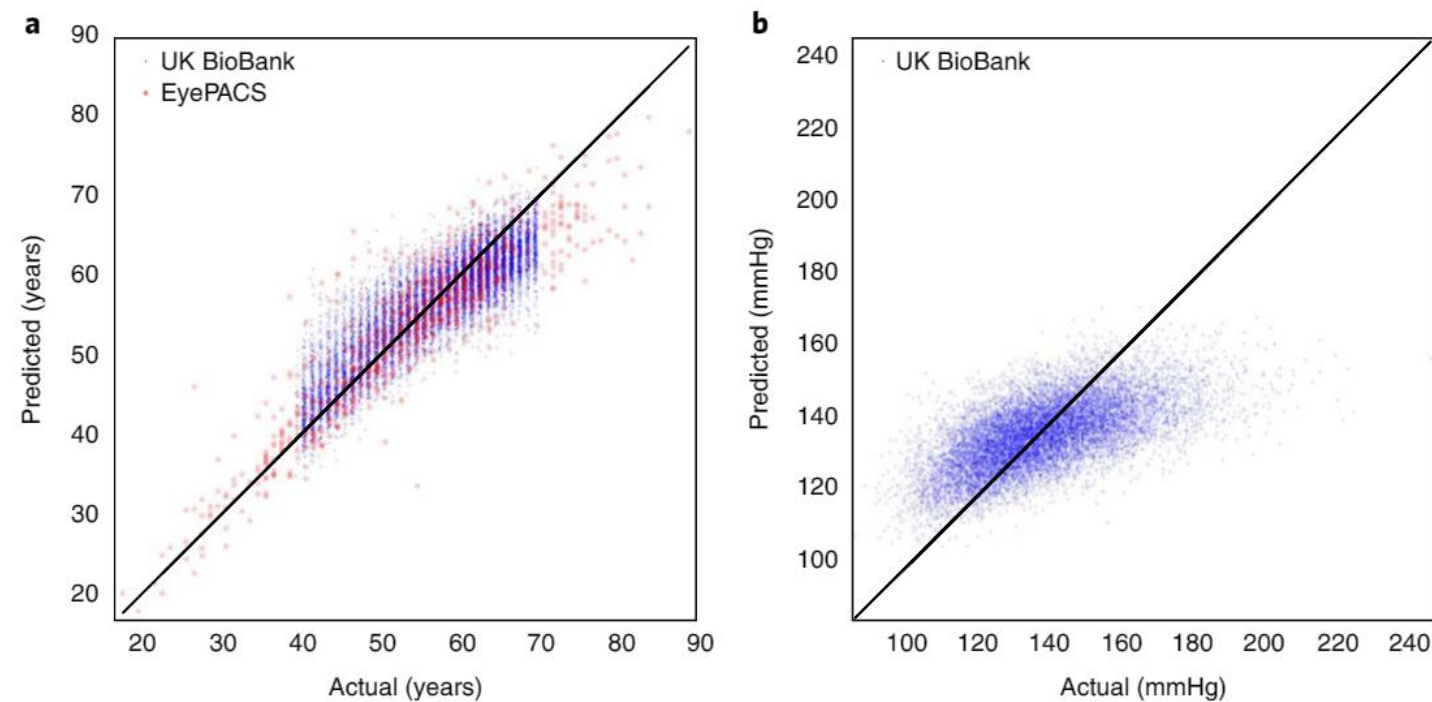 a
90
80
70
60
50
40
30
20
Predicted (years)
UK BioBank
EyePACS
20 30 40 50 60 70 80 90
Actual (years)
b
240
220
200
180
160
140
120
100
Predicted (mmHg)
UK BioBank
100 120 140 160 180 200 220 240
Actual (mmHg)